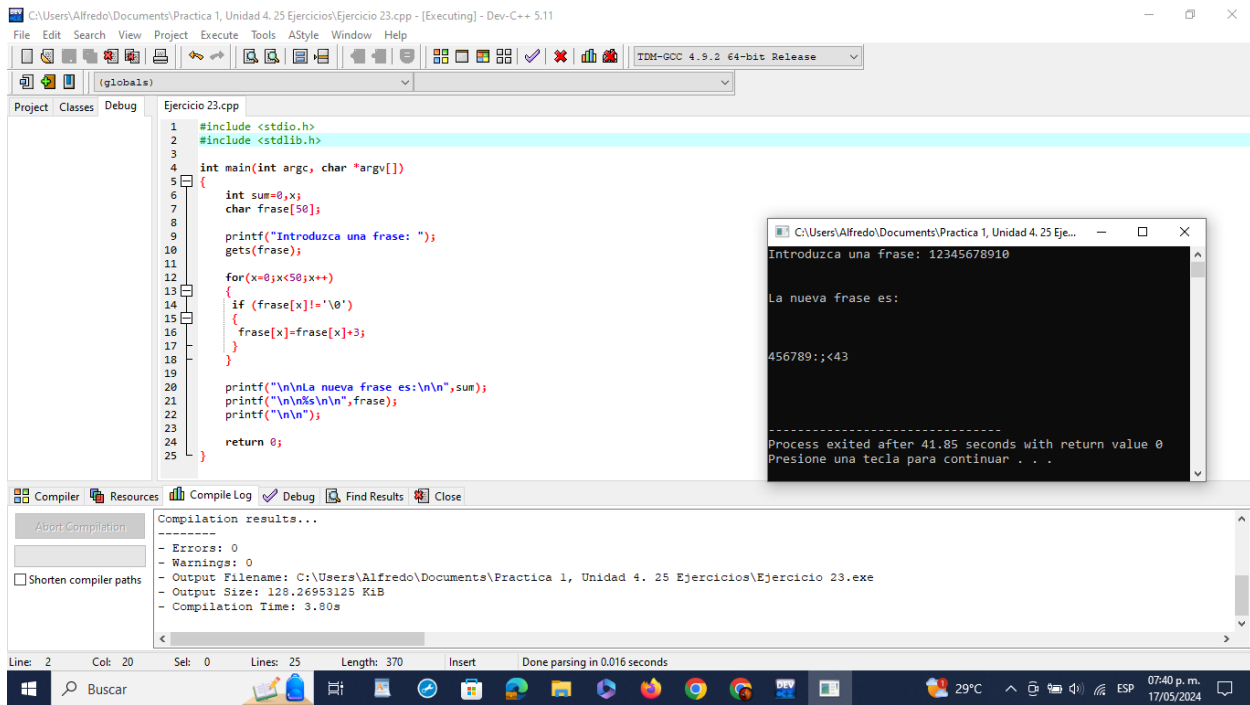 C:\Users\Alfredo\Documents\Practica 1, Unidad 4. 25 Ejercicios\Ejercicio 23.cpp - [Executing] - Dev-C++ 5.11
File Edit Search View Project Execute Tools AStyle Window Help
TDM-GCC 4.9.2 64-bit Release
(globals)
Project Classes Debug Ejercicio 23.cpp
1 #include <stdio.h>
2 #include <stdlib.h>
3
4 int main(int argc, char *argv[])
5 {
6 int sum=0,x;
7 char frase[50];
8
9 printf("Introduzca una frase: ");
10 gets(frase);
11
12 for(x=0;x<50;x++)
13 {
14 if (frase[x]!='\0')
15 {
16 frase[x]=frase[x]+3;
17 }
18 }
19
20 printf("\n\nLa nueva frase es:\n\n",sum);
21 printf("\n\n%s\n\n",frase);
22 printf("\n\n");
23
24 return 0;
25 }
C:\Users\Alfredo\Documents\Practica 1, Unidad 4. 25 Eje...
Introduzca una frase: 12345678910
La nueva frase es:
456789:;<43
--------------------------------
Process exited after 41.85 seconds with return value 0
Presione una tecla para continuar . . .
Compiler Resources Compile Log Debug Find Results Close
Abort Compilation
Shorten compiler paths
Compilation results...
--------
- Errors: 0
- Warnings: 0
- Output Filename: C:\Users\Alfredo\Documents\Practica 1, Unidad 4. 25 Ejercicios\Ejercicio 23.exe
- Output Size: 128.26953125 KiB
- Compilation Time: 3.80s
Line: 2 Col: 20 Sel: 0 Lines: 25 Length: 370 Insert Done parsing in 0.016 seconds
Buscar
DEV
1
29°C
ESP
07:40 p. m.
17/05/2024